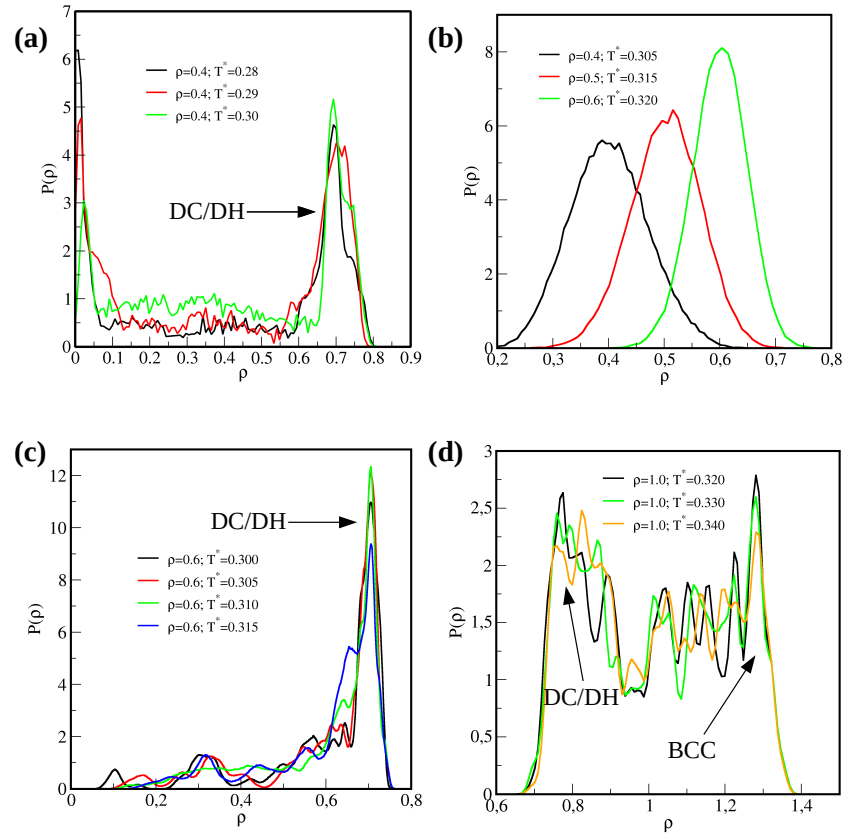 (a)
7
6
5
4
3
2
1
0
P(ρ)
ρ=0.4; T*=0.28
ρ=0.4; T*=0.29
ρ=0.4; T*=0.30
DC/DH
0 0.1 0.2 0.3 0.4 0.5 0.6 0.7 0.8 0.9
ρ
(b)
8
6
4
2
0
P(ρ)
ρ=0.4; T*=0.305
ρ=0.5; T*=0.315
ρ=0.6; T*=0.320
0,2 0,3 0,4 0,5 0,6 0,7 0,8
ρ
(c)
12
10
8
6
4
2
0
P(ρ)
DC/DH
ρ=0.6; T*=0.300
ρ=0.6; T*=0.305
ρ=0.6; T*=0.310
ρ=0.6; T*=0.315
0 0,2 0,4 0,6 0,8
ρ
(d)
3
2,5
2
1,5
1
0,5
0
P(ρ)
ρ=1.0; T*=0.320
ρ=1.0; T*=0.330
ρ=1.0; T*=0.340
DC/DH
BCC
0,6 0,8 1 1,2 1,4
ρ